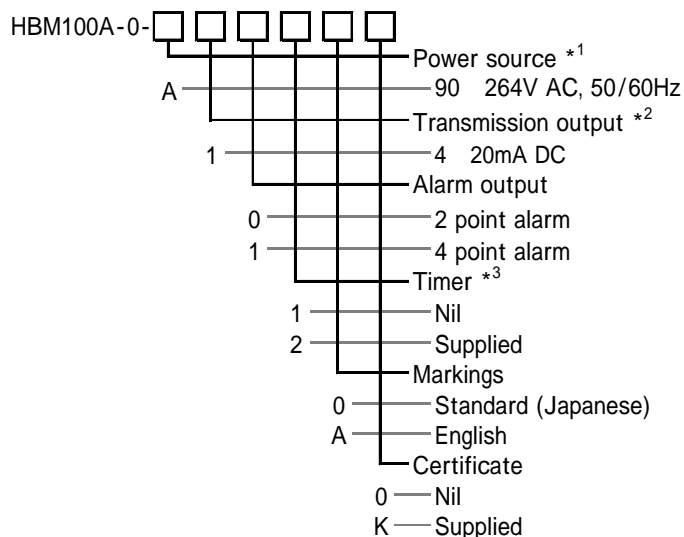 HBM100A-0-□□□□□□
Power source *1
A 90 264V AC, 50/60Hz
Transmission output *2
1 4 20mA DC
Alarm output
0 2 point alarm
1 4 point alarm
Timer *3
1 Nil
2 Supplied
Markings
0 Standard (Japanese)
A English
Certificate
0 Nil
K Supplied